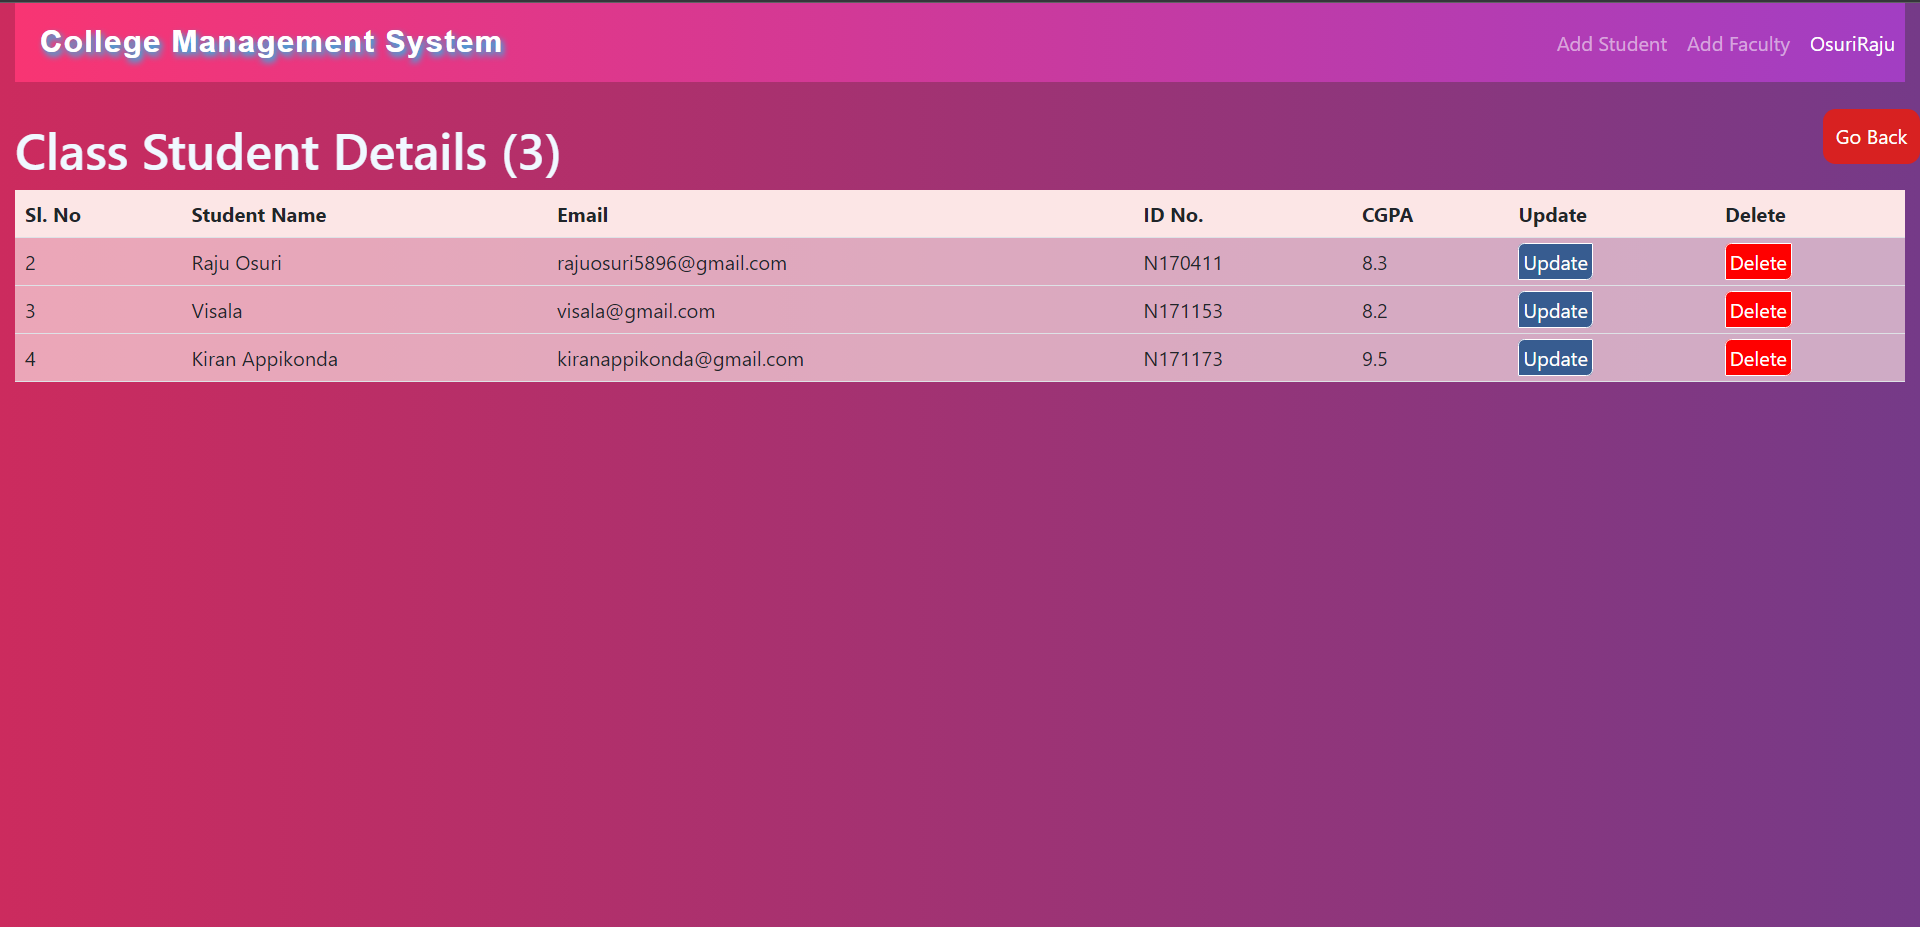 College Management System
Add Student Add Faculty OsuriRaju
Go Back
Class Student Details (3)
Sl. No Student Name Email ID No. CGPA Update Delete
2 Raju Osuri rajuosuri5896@gmail.com N170411 8.3 Update Delete
3 Visala visala@gmail.com N171153 8.2 Update Delete
4 Kiran Appikonda kiranappikonda@gmail.com N171173 9.5 Update Delete